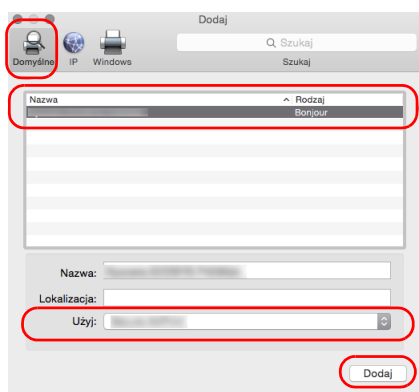 Dodaj
Szukaj
Domyślne IP Windows Szukaj
Nazwa Rodzaj
Bonjour
Nazwa:
Lokalizacja:
Użyj:
Dodaj